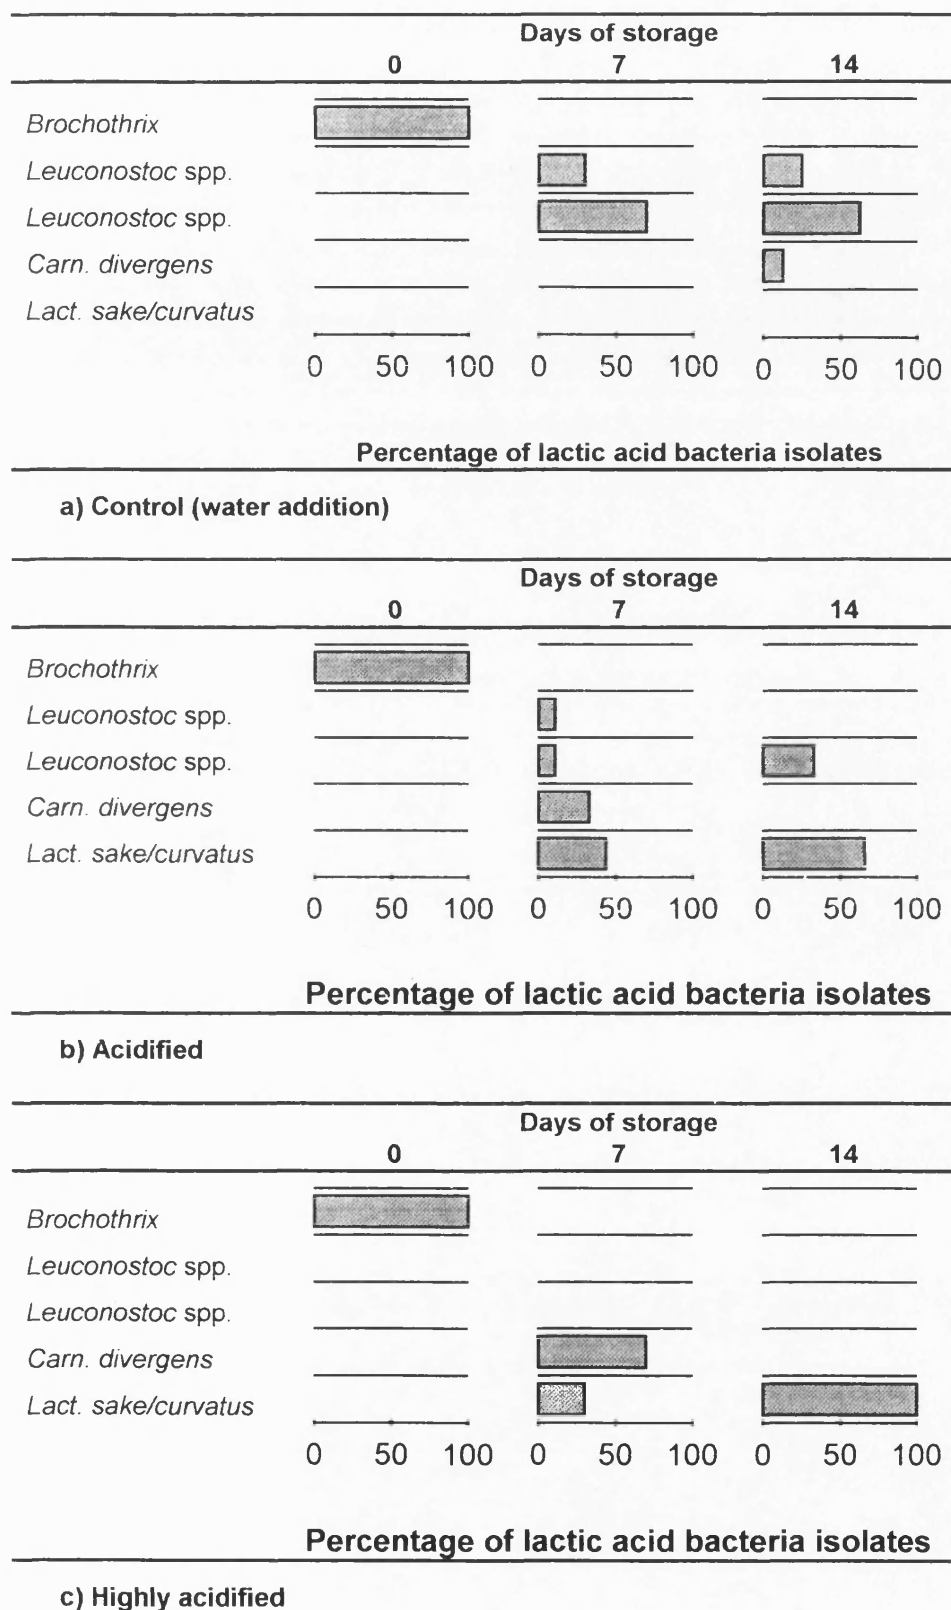 Days of storage
0 7 14
Brochothrix
Leuconostoc spp.
Leuconostoc spp.
Carn. divergens
Lact. sake/curvatus
0 50 100 0 50 100 0 50 100
Percentage of lactic acid bacteria isolates
a) Control (water addition)
Days of storage
0 7 14
Brochothrix
Leuconostoc spp.
Leuconostoc spp.
Carn. divergens
Lact. sake/curvatus
0 50 100 0 50 100 0 50 100
Percentage of lactic acid bacteria isolates
b) Acidified
Days of storage
0 7 14
Brochothrix
Leuconostoc spp.
Leuconostoc spp.
Carn. divergens
Lact. sake/curvatus
0 50 100 0 50 100 0 50 100
Percentage of lactic acid bacteria isolates
c) Highly acidified